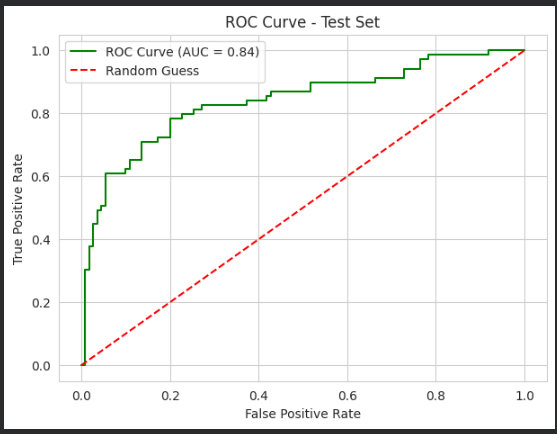 ROC Curve - Test Set
ROC Curve (AUC = 0.84)
Random Guess
True Positive Rate
1.0
0.8
0.6
0.4
0.2
0.0
0.0 0.2 0.4 0.6 0.8 1.0
False Positive Rate